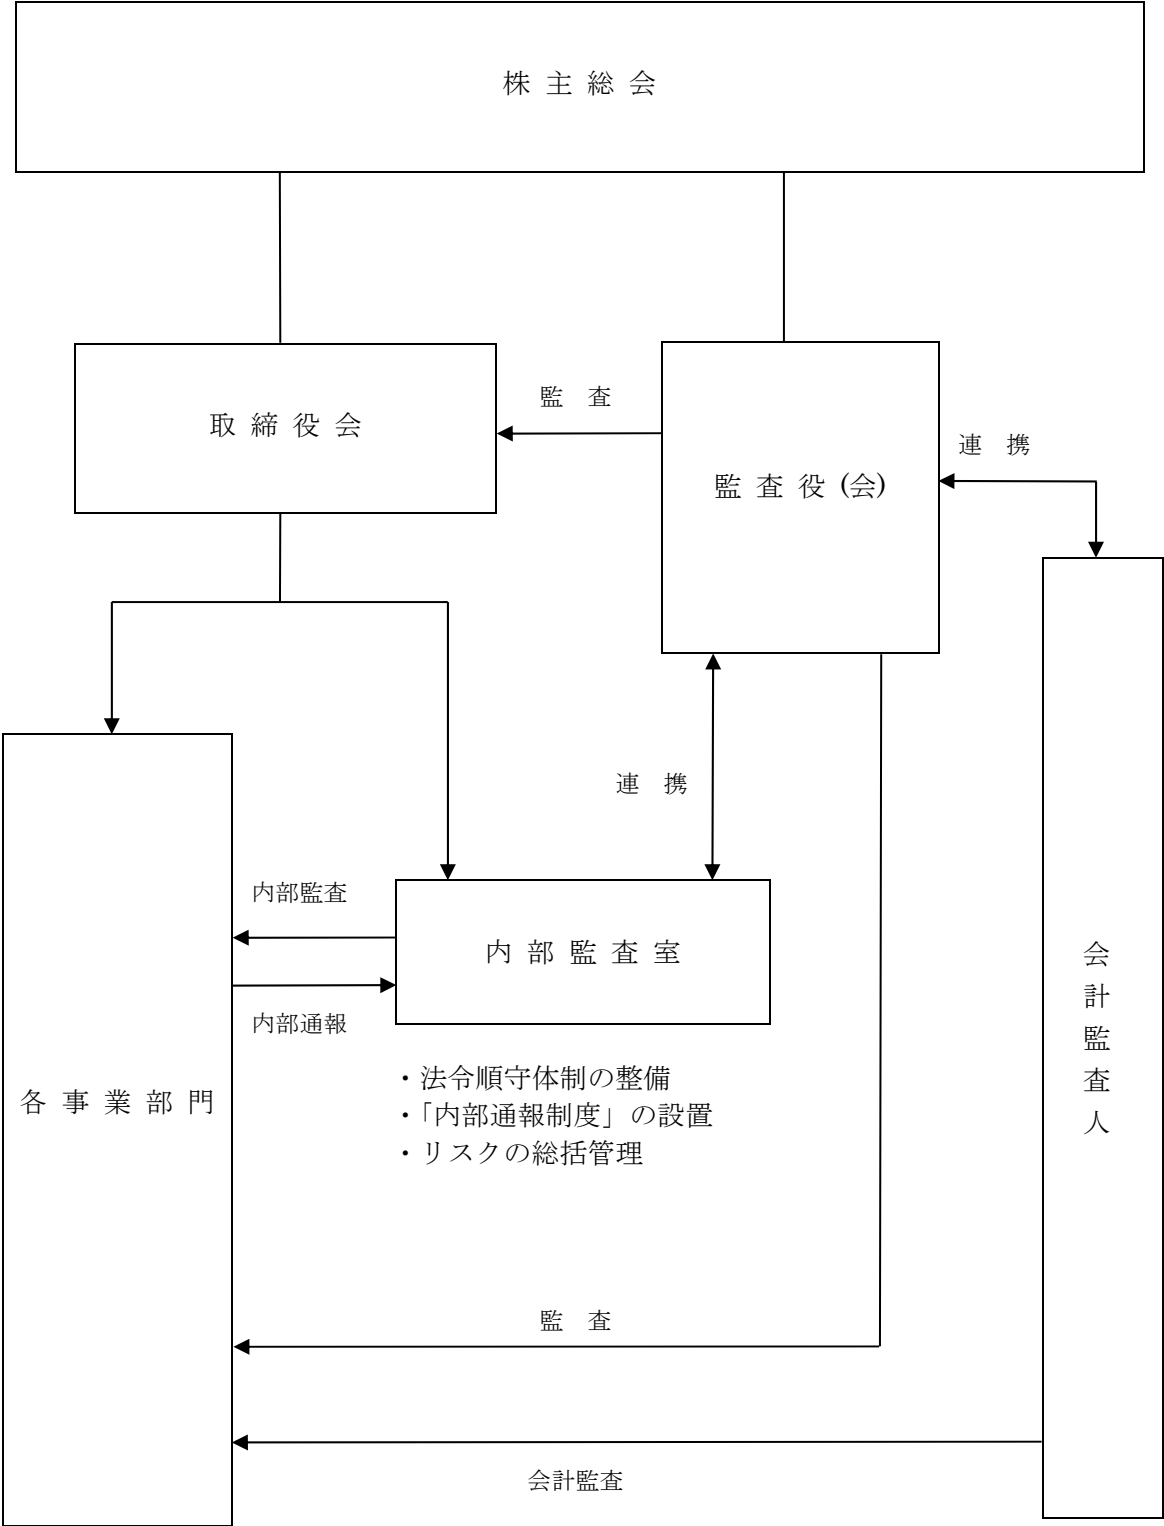 株 主 総 会
取 締 役 会
監　査
監 査 役 (会)
連　携
連　携
内部監査
内 部 監 査 室
内部通報
・法令順守体制の整備
・「内部通報制度」の設置
・リスクの総括管理
各 事 業 部 門
会
計
監
査
人
監　査
会計監査